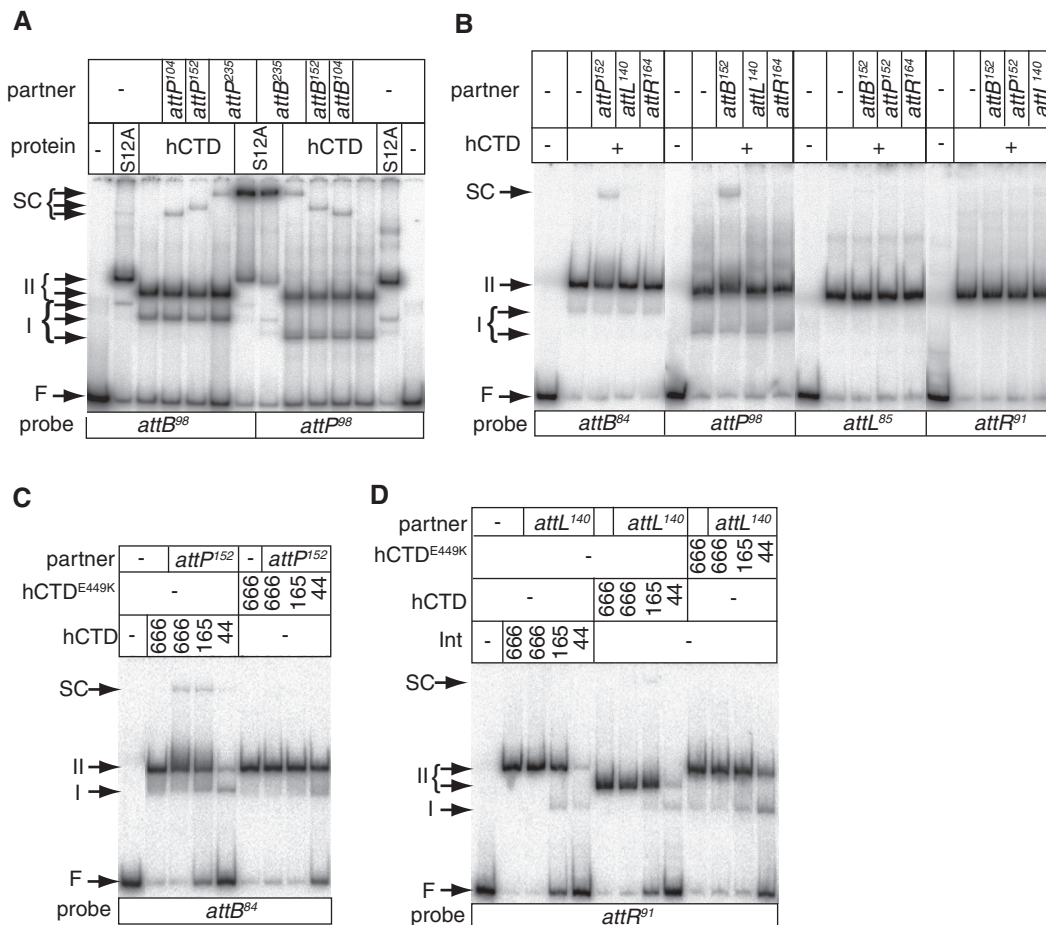 A
partner - attP104 attP152 attP235 attB235 attB152 attB104 -
protein - S12A hCTD S12A hCTD S12A -
SC
II
I
F
probe attB98 attP98
B
partner - - attP152 attL140 attR164 - - attB152 attL140 attR164 - - attB152 attP152 attR164 - - attB152 attP152 attL140
hCTD - + - + - + - +
SC
II
I
F
probe attB84 attP98 attL85 attR91
C
partner - attP152 - attP152
hCTDE449K - 666 666 165 44
hCTD - 666 666 165 44 -
SC
II
I
F
probe attB84
D
partner - attL140 attL140 attL140
hCTDE449K - 666 666 165 44
hCTD - 666 666 165 44 -
Int - 666 666 165 44 -
SC
II
I
F
probe attR91